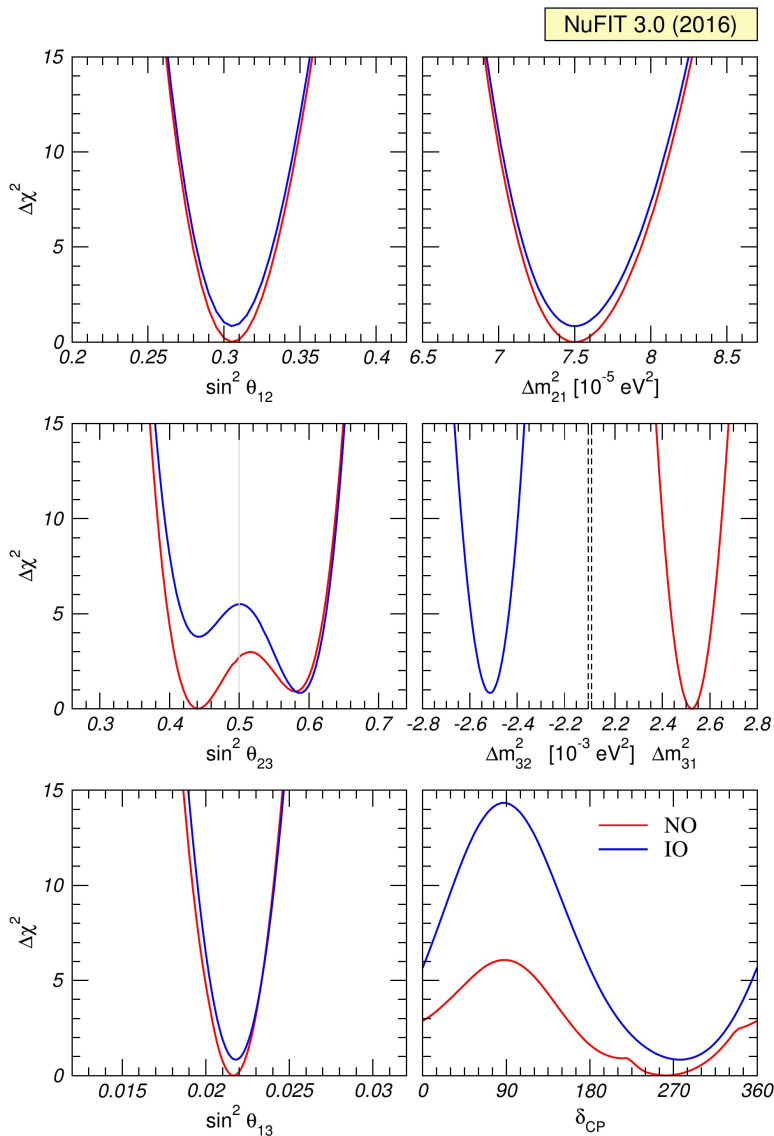 NuFIT 3.0 (2016)
15
10
5
0
Δχ²
0.2 0.25 0.3 0.35 0.4
sin² θ₁₂
6.5 7 7.5 8 8.5
Δm²₂₁ [10⁻⁵ eV²]
15
10
5
0
Δχ²
0.3 0.4 0.5 0.6 0.7
sin² θ₂₃
-2.8 -2.6 -2.4 -2.2 2.2 2.4 2.6 2.8
Δm²₃₂ [10⁻³ eV²] Δm²₃₁
15
10
5
0
Δχ²
0.015 0.02 0.025 0.03
sin² θ₁₃
NO
IO
0 90 180 270 360
δ_CP